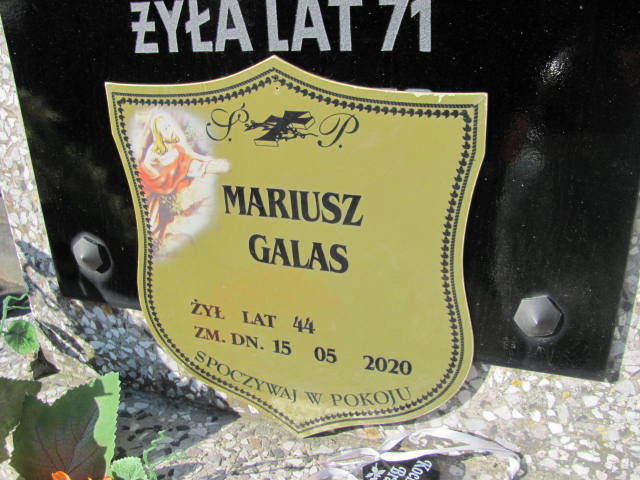 ŻYŁA LAT 71
Ś. P.
MARIUSZ
GALAS
ŻYŁ LAT 44
ZM. DN. 15 05 2020
SPOCZYWAJ W POKOJU